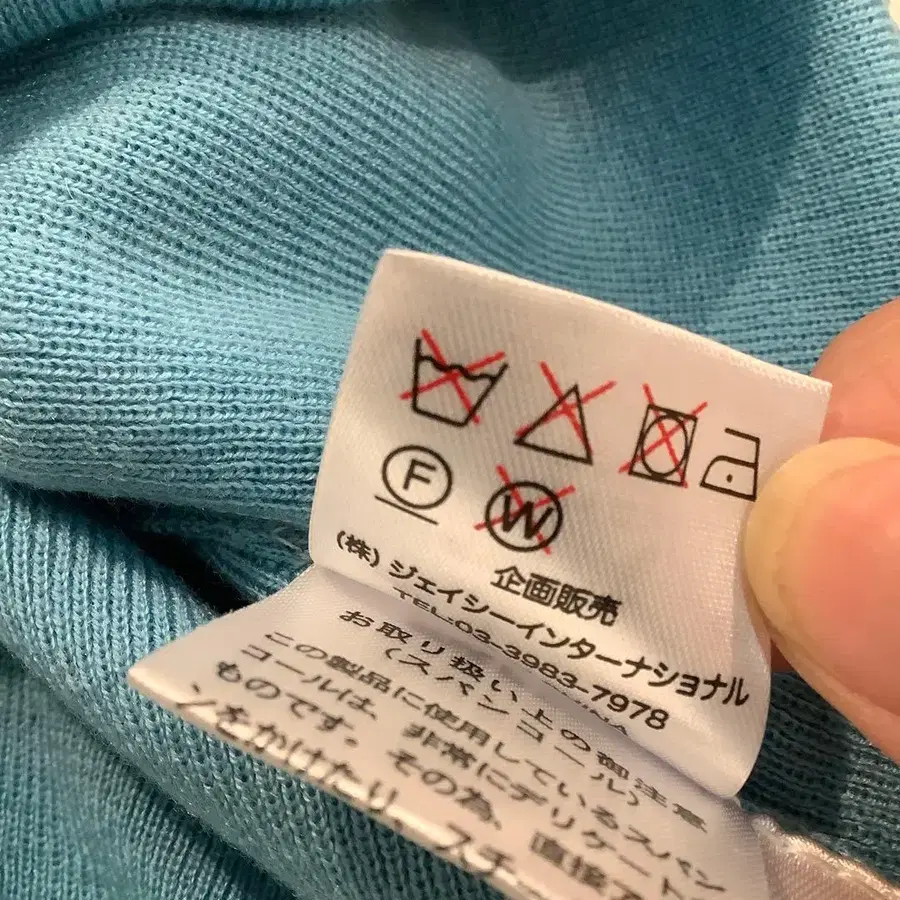 F
W
企画販売
(株) ジェイシーインターナショナル
TEL:03-3983-7978
お取り扱い上の御注意
(スパンコール)
この製品に使用しているスパン
コールは、非常にデリケート
ものです。その為、直接ア
ンをかけたり、スチ